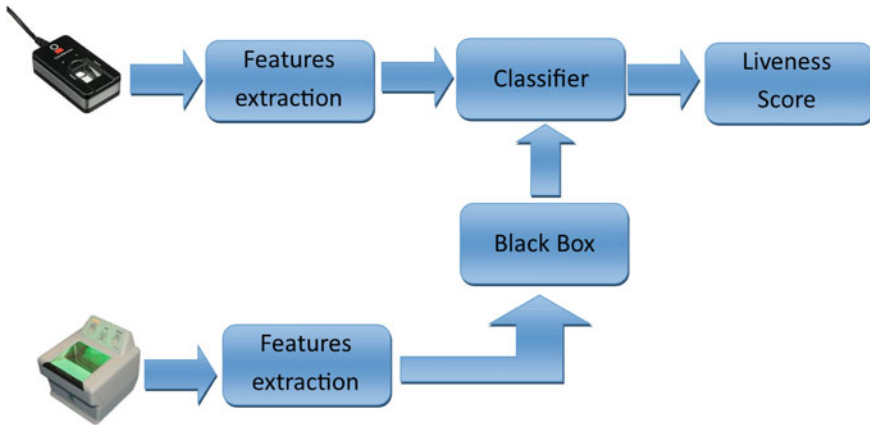 Features
extraction
Classifier
Liveness
Score
Black Box
Features
extraction